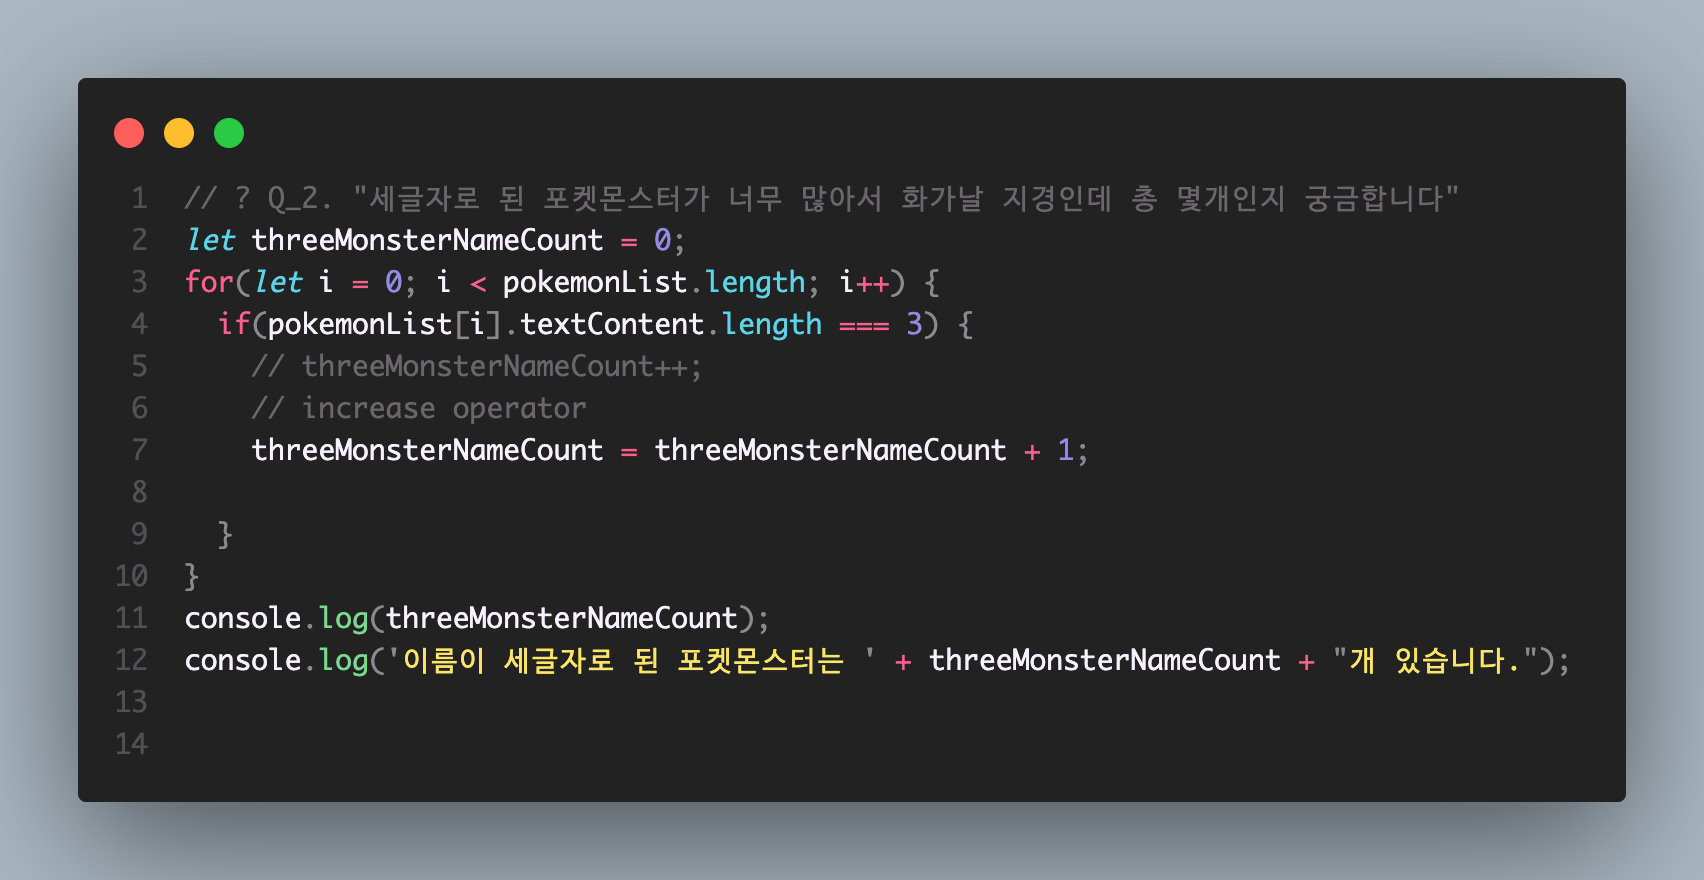 1 // ? Q_2. "세글자로 된 포켓몬스터가 너무 많아서 화가날 지경인데 총 몇개인지 궁금합니다"
2 let threeMonsterNameCount = 0;
3 for(let i = 0; i < pokemonList.length; i++) {
4   if(pokemonList[i].textContent.length === 3) {
5     // threeMonsterNameCount++;
6     // increase operator
7     threeMonsterNameCount = threeMonsterNameCount + 1;
8
9   }
10 }
11 console.log(threeMonsterNameCount);
12 console.log('이름이 세글자로 된 포켓몬스터는 ' + threeMonsterNameCount + "개 있습니다.");
13
14